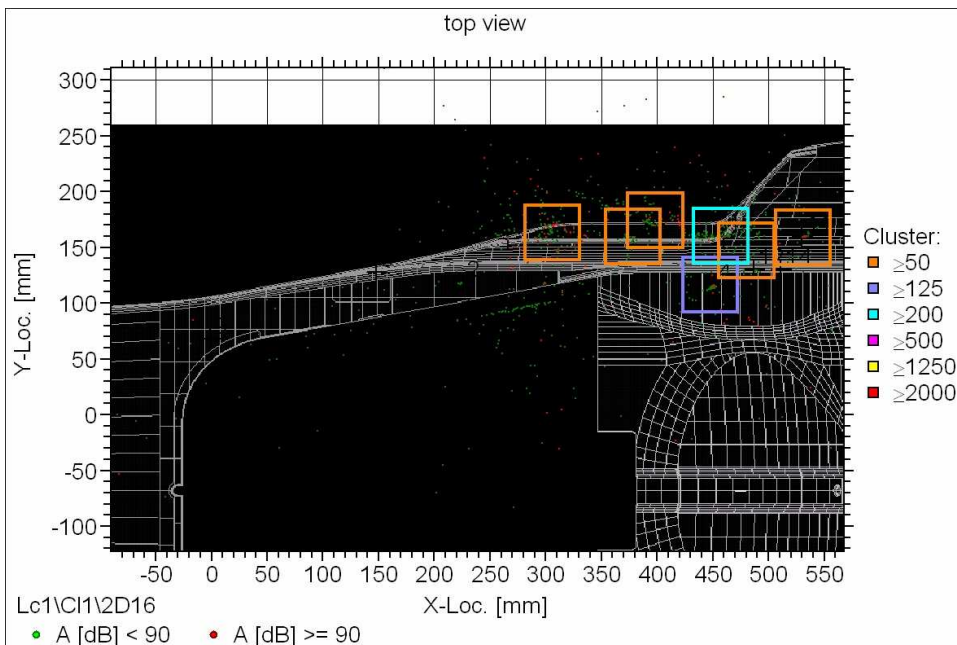 top view
300
250
200
150
100
50
0
-50
-100
Y-Loc. [mm]
-50 0 50 100 150 200 250 300 350 400 450 500 550
X-Loc. [mm]
Cluster:
≥50
≥125
≥200
≥500
≥1250
≥2000
Lc1\Cl1\2D16
A [dB] < 90 A [dB] >= 90